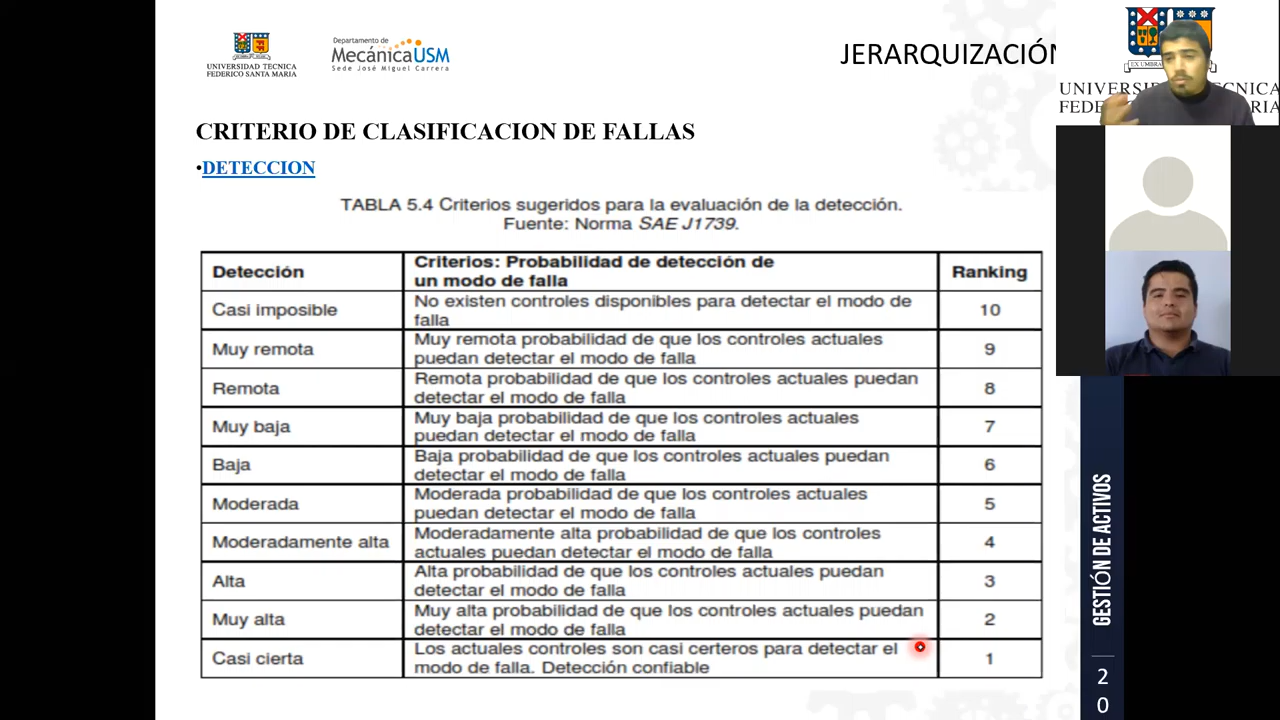 UNIVERSIDAD TECNICA
FEDERICO SANTA MARIA
Departamento de
MecánicaUSM
Sede José Miguel Carrera
JERARQUIZACIÓN
CRITERIO DE CLASIFICACION DE FALLAS
•DETECCION
TABLA 5.4 Criterios sugeridos para la evaluación de la detección.
Fuente: Norma SAE J1739.
Detección
Criterios: Probabilidad de detección de
un modo de falla
Ranking
Casi imposible
No existen controles disponibles para detectar el modo de
falla
10
Muy remota
Muy remota probabilidad de que los controles actuales
puedan detectar el modo de falla
9
Remota
Remota probabilidad de que los controles actuales puedan
detectar el modo de falla
8
Muy baja
Muy baja probabilidad de que los controles actuales
puedan detectar el modo de falla
7
Baja
Baja probabilidad de que los controles actuales puedan
detectar el modo de falla
6
Moderada
Moderada probabilidad de que los controles actuales
puedan detectar el modo de falla
5
Moderadamente alta
Moderadamente alta probabilidad de que los controles
actuales puedan detectar el modo de falla
4
Alta
Alta probabilidad de que los controles actuales puedan
detectar el modo de falla
3
Muy alta
Muy alta probabilidad de que los controles actuales puedan
detectar el modo de falla
2
Casi cierta
Los actuales controles son casi certeros para detectar el
modo de falla. Detección confiable
1
GESTIÓN DE ACTIVOS
2
0